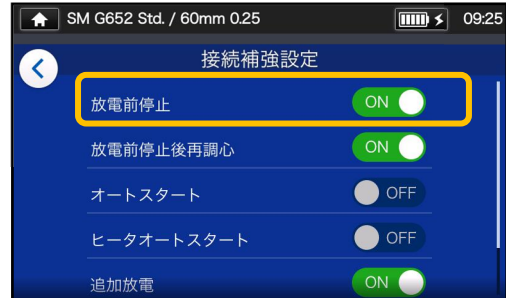 SM G652 Std. / 60mm 0.25 09:25
接続補強設定
放電前停止 ON
放電前停止後再調心 ON
オートスタート OFF
ヒータオートスタート OFF
追加放電 ON